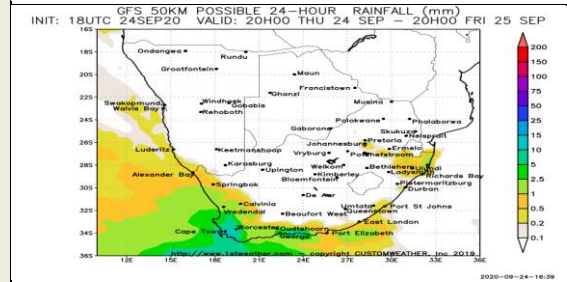 GFS 50KM POSSIBLE 24-HOUR RAINFALL (mm)
INIT: 18UTC 24SEP20 VALID: 20H00 THU 24 SEP - 20H00 FRI 25 SEP
16S
18S
20S
22S
24S
26S
28S
30S
32S
34S
36S
Ondangwa
Rundu
Grootfontein
Maun
Francistown
Ghanzi
Musina
Swakopmund
Windhoek
Gobabis
Walvis Bay
Rehoboth
Polokwane
Phalaborwa
Gaborone
Skukuza
Nelspruit
Pretoria
Johannesburg
Ermelo
Luderitz
Keetmanshoop
Vryburg
Potchefstroom
Karasburg
Welkom
Bethlehem
Ulundi
Alexander Bay
Upington
Kimberley
Ladysmith
Richards Bay
Bloemfontein
Pietermaritzburg
Springbok
Durban
De Aar
Calvinia
Umtata
Port St Johns
Vredendal
Beaufort West
Queenstown
East London
Worcester
Oudtshoorn
Cape Town
George
Port Elizabeth
http://www.1stweather.com - copyright CUSTOMWEATHER, Inc 2019
12E
15E
18E
21E
24E
27E
30E
33E
36E
200
150
100
75
50
25
15
10
5
2.5
1
0.5
0.2
0.1
2020-09-24-16:39